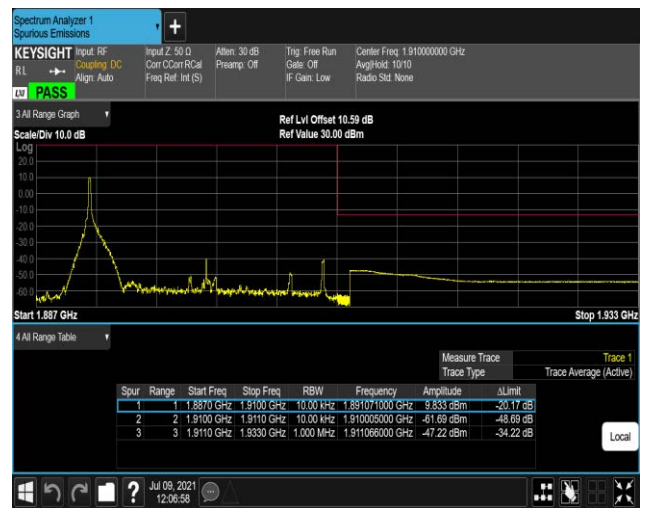 Spectrum Analyzer 1
Spurious Emissions
+
KEYSIGHT Input: RF Input Z: 50 Ω Atten: 30 dB Trig: Free Run Center Freq: 1.910000000 GHz
RL Coupling: DC Corr CCorr RCal Preamp: Off Gate: Off Avg|Hold: 10/10
Align: Auto Freq Ref: Int (S) IF Gain: Low Radio Std: None
LXI PASS
3 All Range Graph
Ref Lvl Offset 10.59 dB
Scale/Div 10.0 dB Ref Value 30.00 dBm
Log
20.0
10.0
0.00
-10.0
-20.0
-30.0
-40.0
-50.0
-60.0
Start 1.887 GHz Stop 1.933 GHz
4 All Range Table
Measure Trace Trace 1
Trace Type Trace Average (Active)
Spur Range Start Freq Stop Freq RBW Frequency Amplitude ΔLimit
1 1 1.8870 GHz 1.9100 GHz 10.00 kHz 1.891071000 GHz 9.833 dBm -20.17 dB
2 2 1.9100 GHz 1.9110 GHz 10.00 kHz 1.910005000 GHz -61.69 dBm -48.69 dB
3 3 1.9110 GHz 1.9330 GHz 1.000 MHz 1.911066000 GHz -47.22 dBm -34.22 dB
Local
? Jul 09, 2021
12:06:58